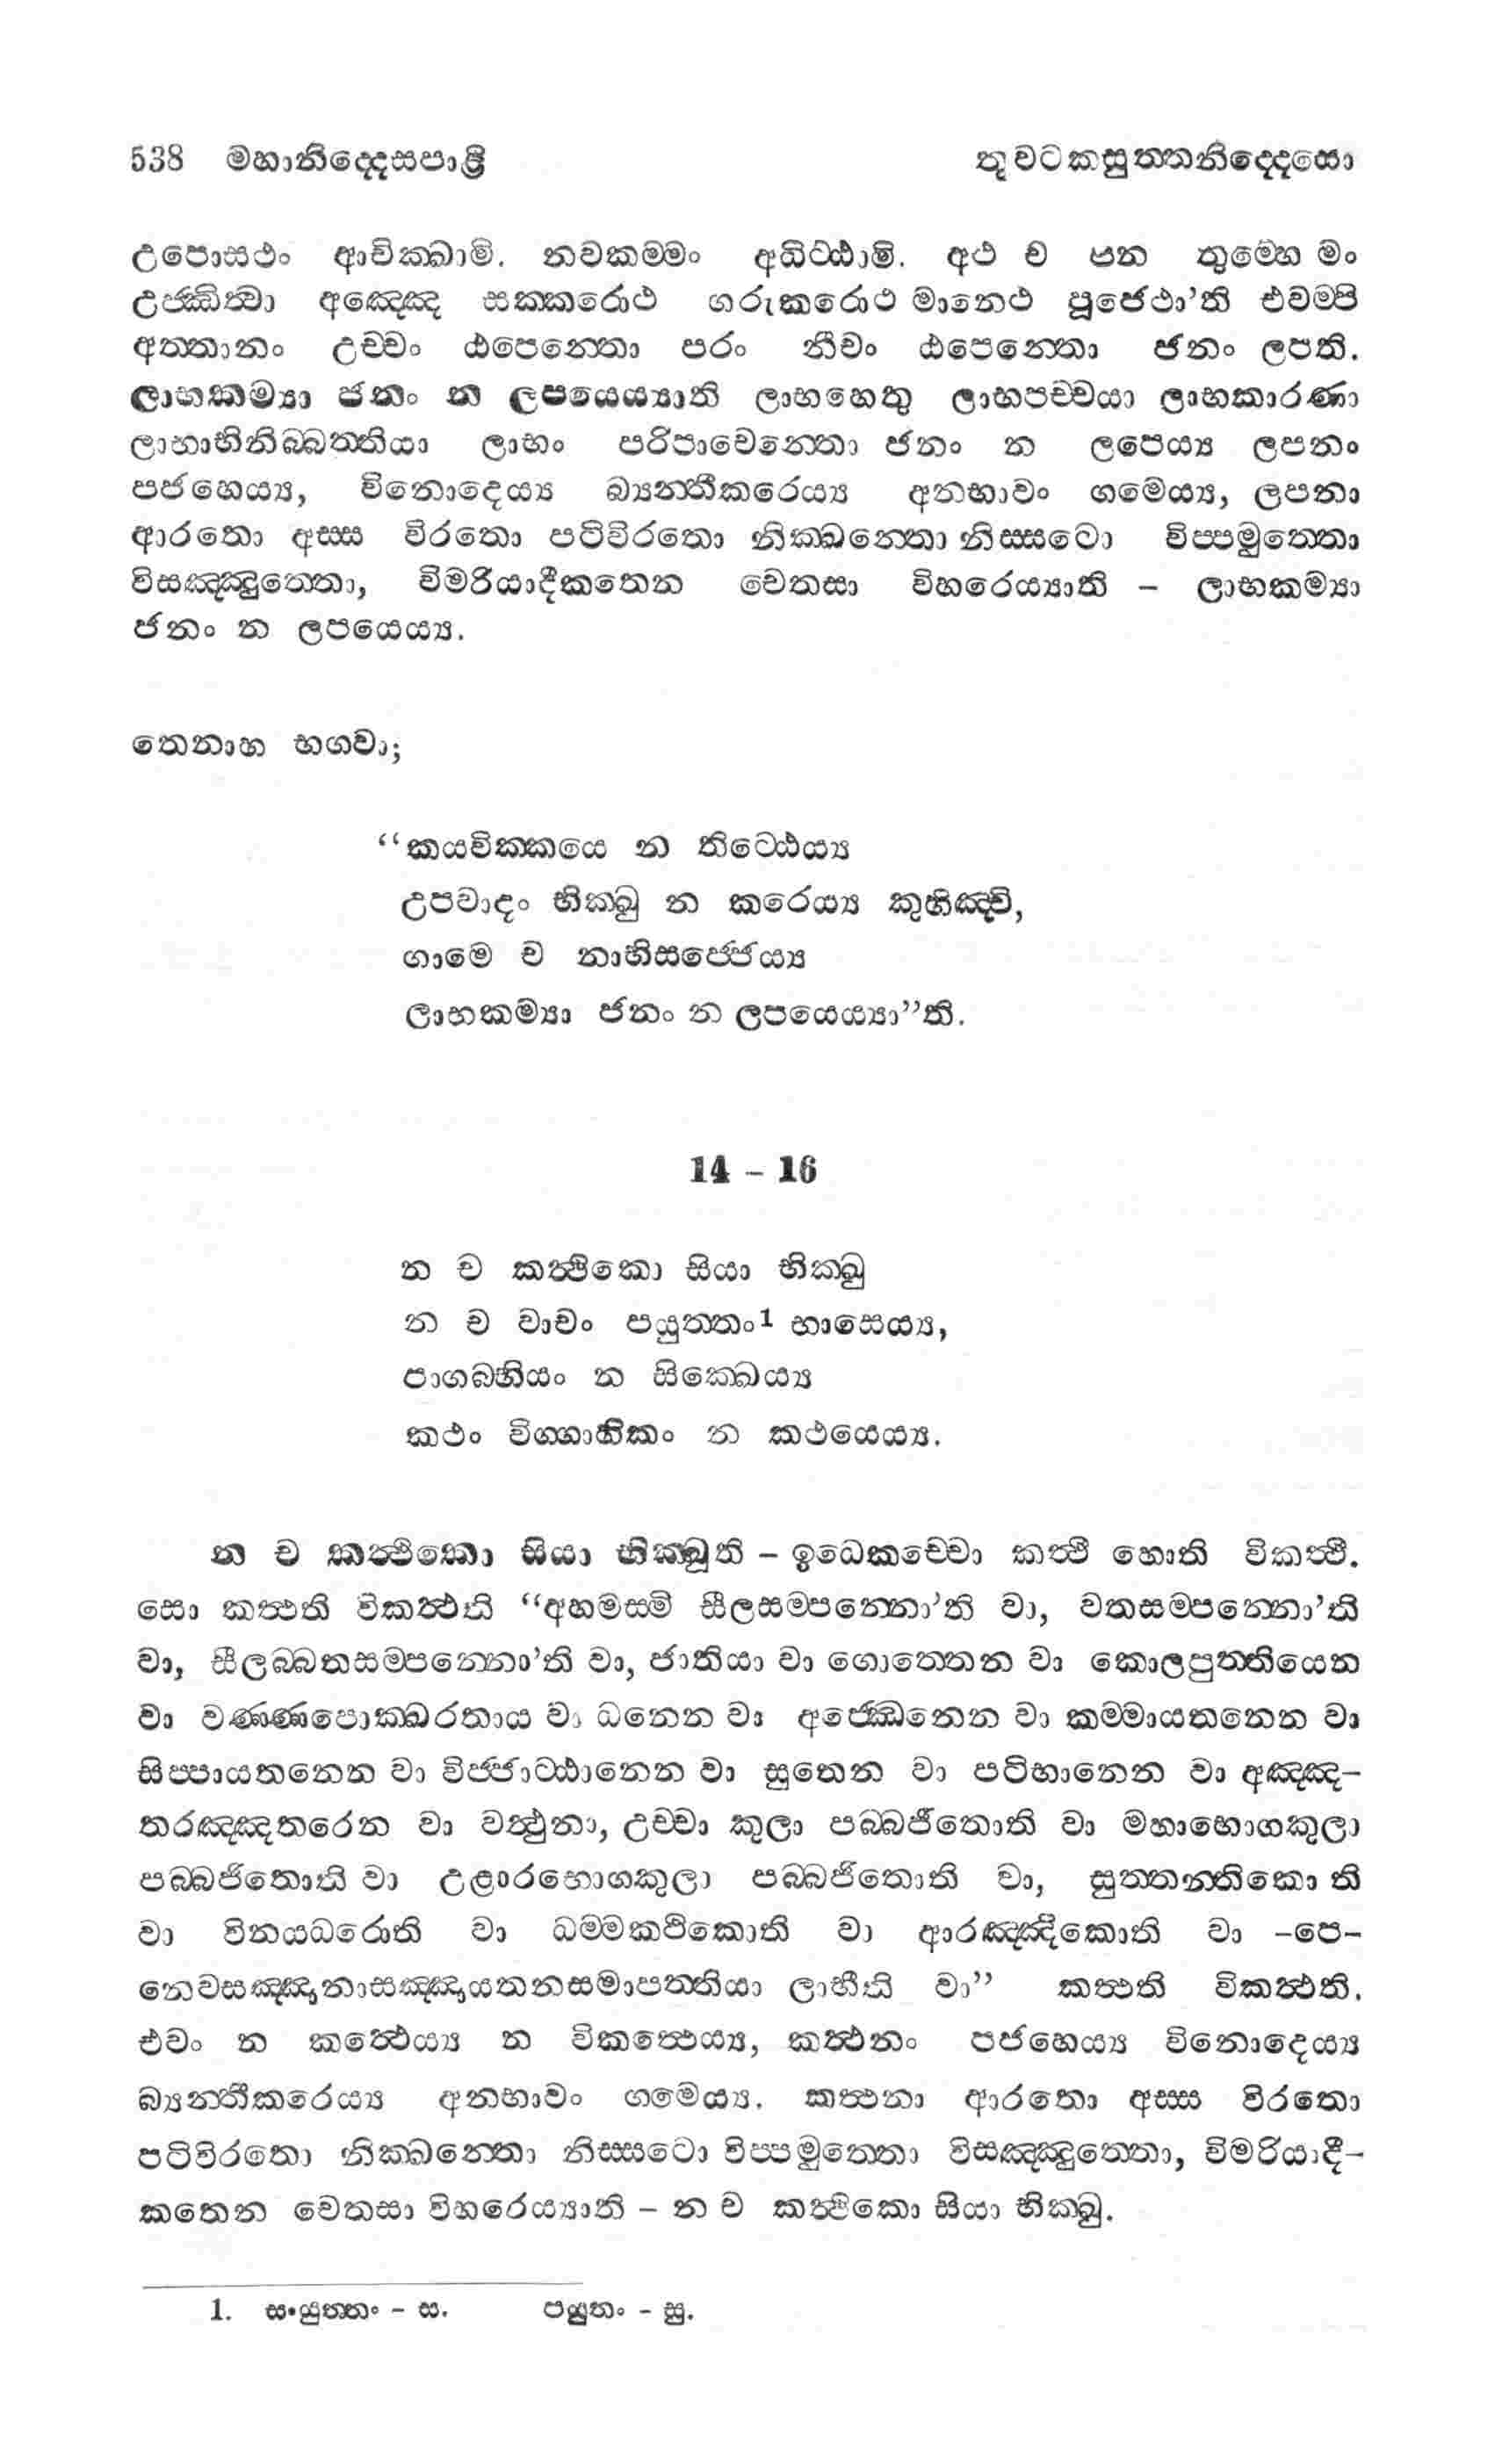 538 මහානිද්දෙසපාළි තුවටකසුත්තනිද්දෙසො
උපොසථං ආචික්ඛාමි. නවකම්මං අධිට්ඨාමි. අථ ච පන තුම්හෙ මං
උජ්ඣිත්වා අඤ්ඤෙ සක්කරොථ ගරුකරොථ මානෙථ පූජෙථා’ති එවම්පි
අත්තානං උච්චං ඨපෙන්තො පරං නීචං ඨපෙන්තො ජනං ලපති.
ලාභකම්‍යා ජනං න ලපයෙය්‍යාති ලාභහෙතු ලාභපච්චයා ලාභකාරණා
ලාභාභිනිබ්බත්තියා ලාභං පරිපාචෙන්තො ජනං න ලපෙය්‍ය ලපනං
පජහෙය්‍ය, විනොදෙය්‍ය බ්‍යන්තීකරෙය්‍ය අනභාවං ගමෙය්‍ය, ලපනා
ආරතො අස්ස විරතො පටිවිරතො නික්ඛන්තො නිස්සටො විප්පමුත්තො
විසඤ්ඤුත්තො, විමරියාදීකතෙන චෙතසා විහරෙය්‍යාති – ලාභකම්‍යා
ජනං න ලපයෙය්‍ය.
තෙනාහ භගවා;
“කයවික්කයෙ න තිට්ඨෙය්‍ය
උපවාදං භික්ඛු න කරෙය්‍ය කුහිඤ්චි,
ගාමෙ ච නාභිසජ්ජෙය්‍ය
ලාභකම්‍යා ජනං න ලපයෙය්‍යා”ති.
14 – 16
න ච කත්ථිකො සියා භික්ඛු
න ච වාචං පයුත්තං1 භාසෙය්‍ය,
පාගබ්භියං න සික්ඛෙය්‍ය
කථං විග්ගාහිකං න කථයෙය්‍ය.
න ච කත්ථිකො සියා භික්ඛූති – ඉධෙකච්චො කත්ථී හොති විකත්ථී.
සො කත්ථති විකත්ථති “අහමස්මි සීලසම්පන්නො’ති වා, වතසම්පන්නො’ති
වා, සීලබ්බතසම්පන්නො’ති වා, ජාතියා වා ගොත්තෙන වා කොලපුත්තියෙන
වා වණ්ණපොක්ඛරතාය වා ධනෙන වා අජ්ඣෙනෙන වා කම්මායතනෙන වා
සිප්පායතනෙන වා විජ්ජාට්ඨානෙන වා සුතෙන වා පටිභානෙන වා අඤ්ඤ–
තරඤ්ඤතරෙන වා වත්ථුනා, උච්චා කුලා පබ්බජිතොති වා මහාභොගකුලා
පබ්බජිතොති වා උළාරභොගකුලා පබ්බජිතොති වා, සුත්තන්තිකො ති
වා විනයධරොති වා ධම්මකථිකොති වා ආරඤ්ඤිකොති වා –පෙ–
නෙවසඤ්ඤානාසඤ්ඤායතනසමාපත්තියා ලාභීති වා” කත්ථති විකත්ථති.
එවං න කත්ථෙය්‍ය න විකත්ථෙය්‍ය, කත්ථනං පජහෙය්‍ය විනොදෙය්‍ය
බ්‍යන්තීකරෙය්‍ය අනභාවං ගමෙය්‍ය. කත්ථනා ආරතො අස්ස විරතො
පටිවිරතො නික්ඛන්තො නිස්සටො විප්පමුත්තො විසඤ්ඤුත්තො, විමරියාදී–
කතෙන චෙතසා විහරෙය්‍යාති – න ච කත්ථිකො සියා භික්ඛු.
1. සංයුත්තං – ස. පයුතං – සු.